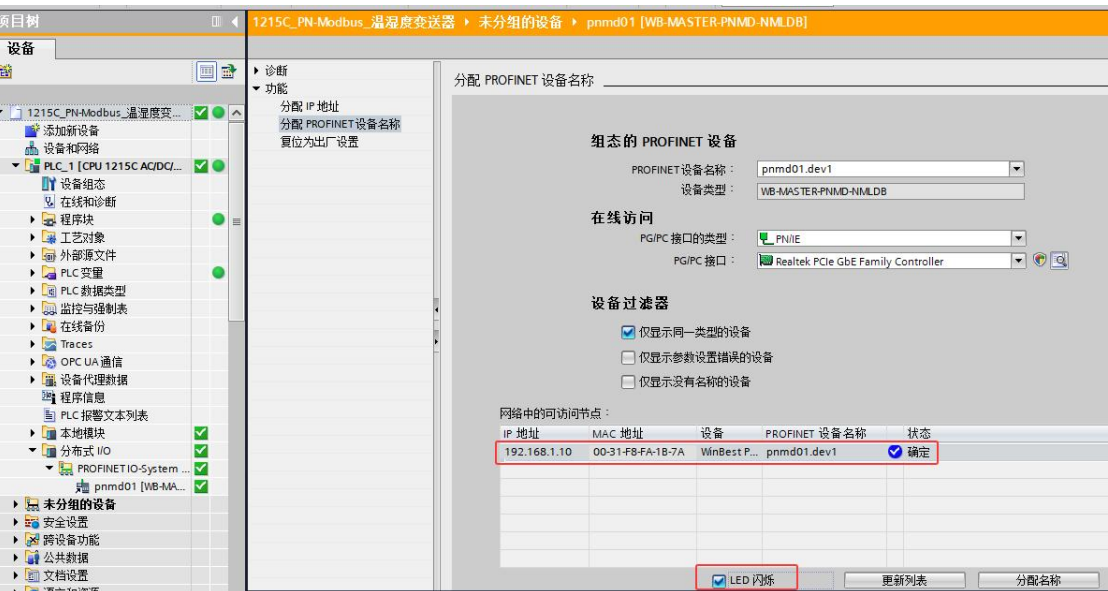 项目树
1215C_PN-Modbus_温湿度变送器 未分组的设备 pnmd01 [WB-MASTER-PNMD-NMLDB]
设备
1215C_PN-Modbus_温湿度变...
添加新设备
设备和网络
PLC_1 [CPU 1215C AC/DC/...
设备组态
在线和诊断
程序块
工艺对象
外部源文件
PLC 变量
PLC 数据类型
监控与强制表
在线备份
Traces
OPC UA 通信
设备代理数据
程序信息
PLC 报警文本列表
本地模块
分布式 I/O
PROFINET IO-System ...
pnmd01 [WB-MA...
未分组的设备
安全设置
跨设备功能
公共数据
文档设置
诊断
功能
分配 IP 地址
分配 PROFINET 设备名称
复位为出厂设置
分配 PROFINET 设备名称
组态的 PROFINET 设备
PROFINET 设备名称： pnmd01.dev1
设备类型： WB-MASTER-PNMD-NMLDB
在线访问
PG/PC 接口的类型： PN/IE
PG/PC 接口： Realtek PCIe GbE Family Controller
设备过滤器
仅显示同一类型的设备
仅显示参数设置错误的设备
仅显示没有名称的设备
网络中的可访问节点：
IP 地址 MAC 地址 设备 PROFINET 设备名称 状态
192.168.1.10 00-31-F8-FA-1B-7A WinBest P... pnmd01.dev1 确定
LED 闪烁 更新列表 分配名称